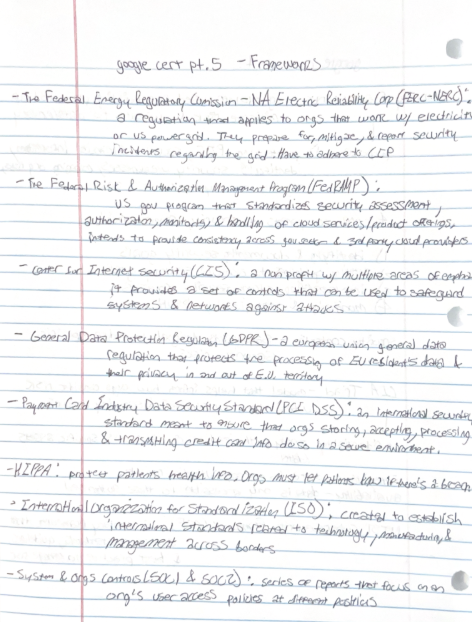 google cert pt. 5 - Frameworks
- The Federal Energy Regulatory Comission - NA Electric Reliability Corp (FERC-NERC):
a regulation that applies to orgs that work w/ electricity
or US powergrid. They prepare for, mitigate, & report security
incidents regarding the grid. Have to adhere to CIP
- The Federal Risk & Authorization Management Program (FedRAMP):
US gov program that standardizes security assessment,
authorization, monitoring & handling of cloud services/product offerings,
intends to provide consistency across gov sector & 3rd party cloud providers.
- Center for Internet Security (CIS): a non profit w/ multiple areas of emphasis
it provides a set of controls that can be used to safeguard
systems & networks against attacks
- General Data Protection Regulation (GDPR) - a european union general data
regulation that protects the processing of EU residents data &
their privacy in and out of E.U. territory
- Payment Card Industry Data Security Standard (PCI DSS): an International security
standard meant to ensure that orgs storing, accepting, processing
& transmitting credit card info do so in a secure environment.
- HIPPA: protect patients health info. Orgs must let patients know if there's a breach
- International Organization for Standardization (ISO): created to establish
international standards related to technology, manufacturing, &
management across borders
- System & Orgs Controls (SOC1 & SOC2): series of reports that focus on an
org's user access policies at different positions